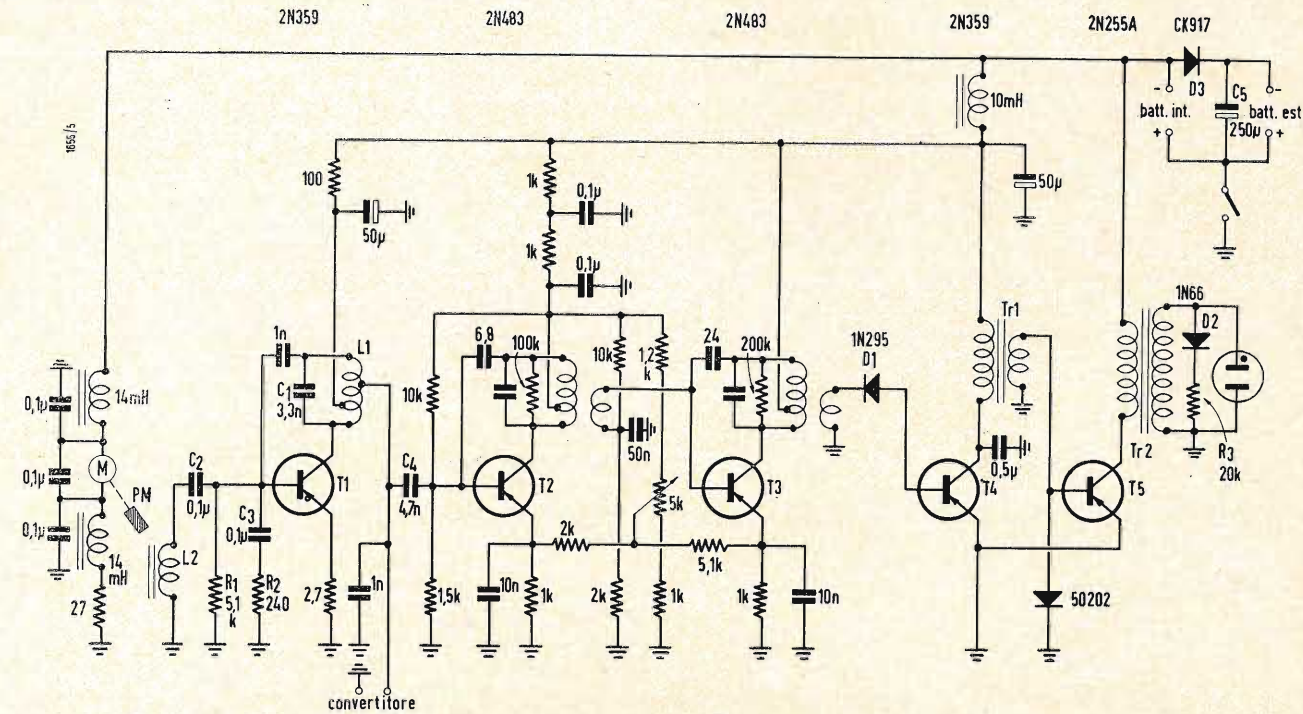 2N359
2N483
2N483
2N359
2N255A
CK917
D3
10mH
- batt. int. +
C5
250µ
- batt. est +
1656/5
100
1k
0,1µ
50µ
50µ
1k
0,1µ
1N66
Tr1
D2
1n
L1
6,8
100k
10k
1,2
k
24
200k
1N295
D1
0,1µ
14mH
C1
3,3n
10k
50n
0,5µ
Tr2
R3
20k
M
0,1µ
PM
C2
0,1µ
T1
C4
4,7n
T2
5k
T3
T4
T5
0,1µ
C3
0,1µ
14
mH
L2
2k
5,1k
R1
5,1
k
R2
240
2,7
1n
1,5k
10n
1k
2k
1k
1k
10n
50202
27
convertitore